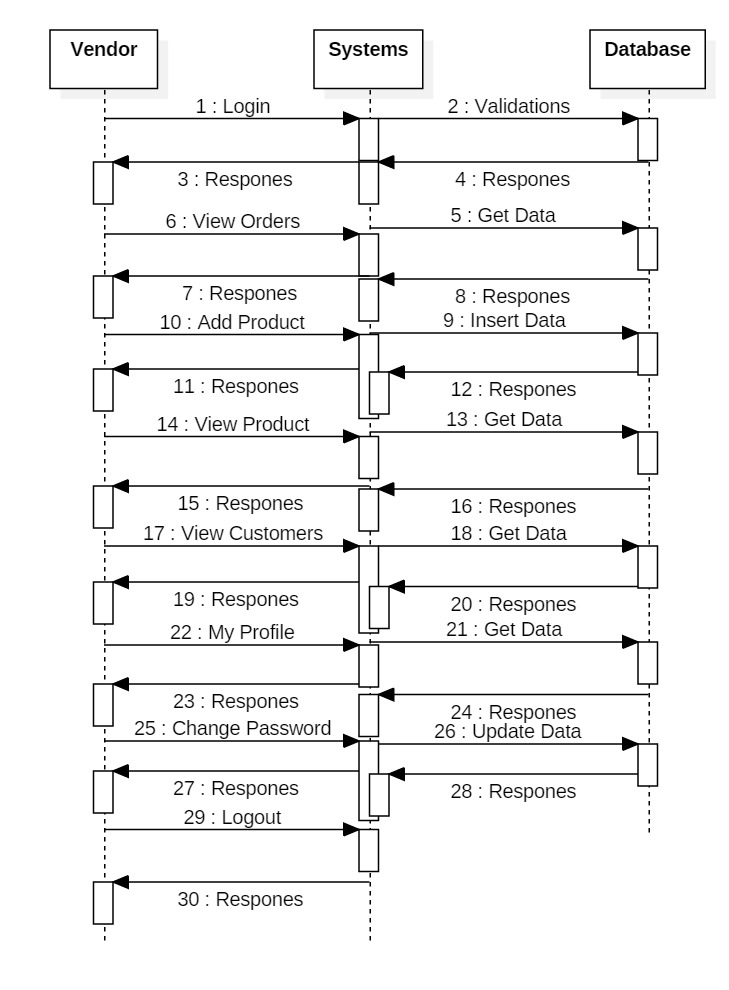 Vendor
Systems
Database
1 : Login
2 : Validations
3 : Respones
4 : Respones
6 : View Orders
5 : Get Data
7 : Respones
8 : Respones
10 : Add Product
9 : Insert Data
11 : Respones
12 : Respones
14 : View Product
13 : Get Data
15 : Respones
16 : Respones
17 : View Customers
18 : Get Data
19 : Respones
20 : Respones
22 : My Profile
21 : Get Data
23 : Respones
24 : Respones
25 : Change Password
26 : Update Data
27 : Respones
28 : Respones
29 : Logout
30 : Respones